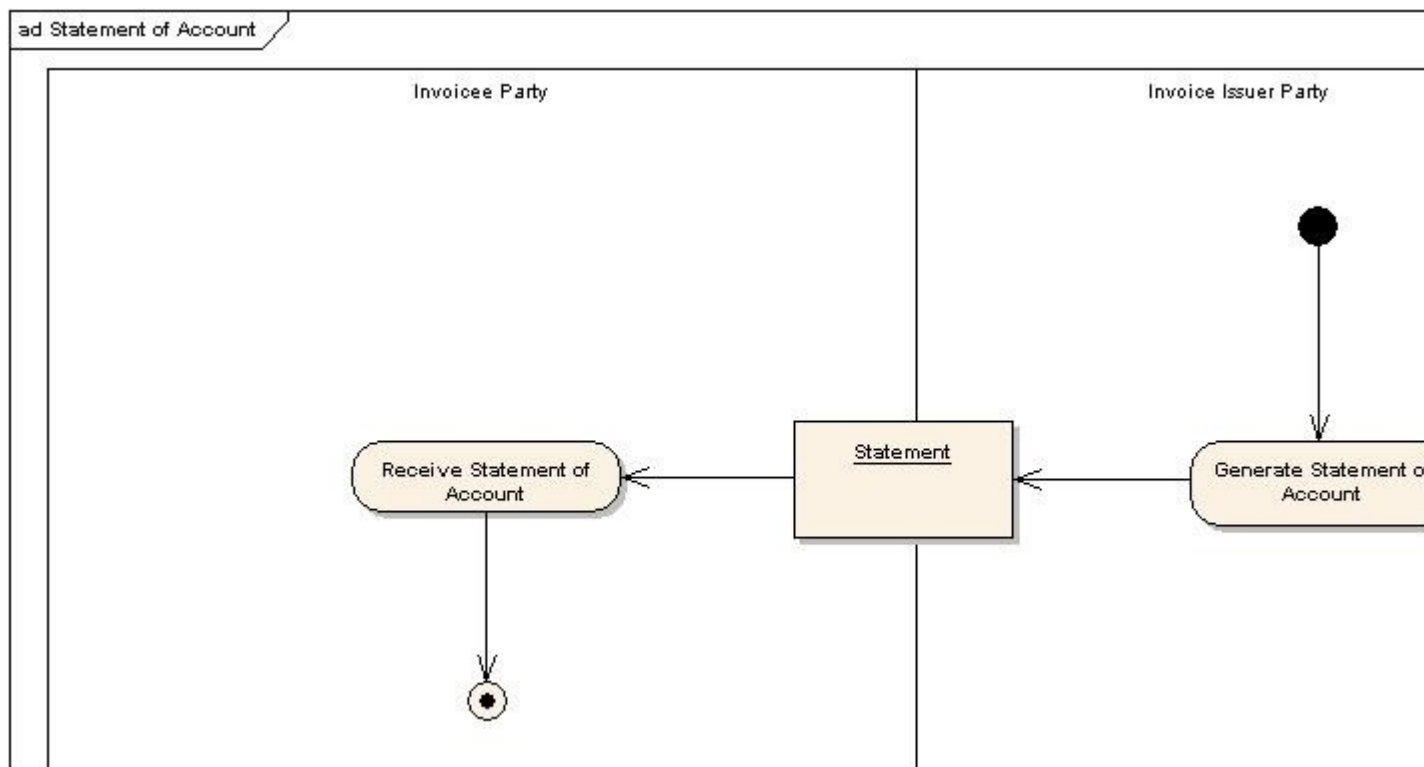 ad Statement of Account
Invoicee Party
Invoice Issuer Party
Statement
Receive Statement of
Account
Generate Statement
Account